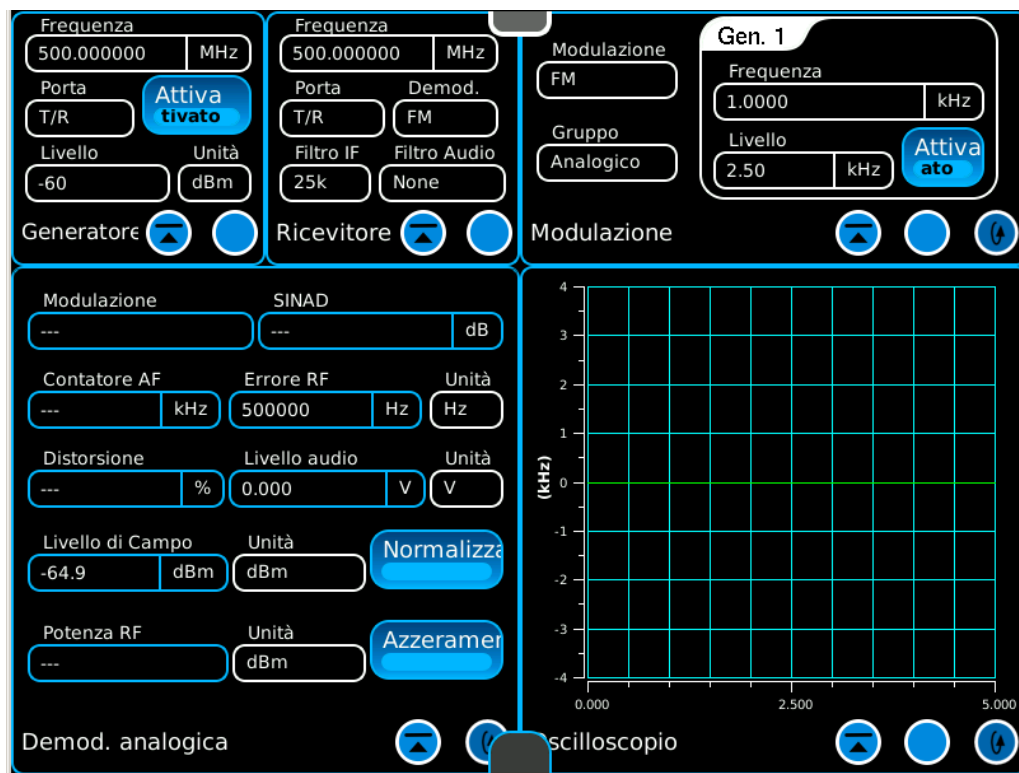 Frequenza
500.000000 MHz
Porta
T/R
Attiva
tivato
Livello Unità
-60 dBm
Generatore
Frequenza
500.000000 MHz
Porta Demod.
T/R FM
Filtro IF Filtro Audio
25k None
Ricevitore
Modulazione
FM
Gruppo
Analogico
Gen. 1
Frequenza
1.0000 kHz
Livello
2.50 kHz
Attiva
ato
Modulazione
Modulazione SINAD
--- --- dB
Contatore AF Errore RF Unità
--- kHz 500000 Hz Hz
Distorsione Livello audio Unità
--- % 0.000 V V
Livello di Campo Unità
-64.9 dBm dBm
Normalizza
Potenza RF Unità
--- dBm
Azzeramen
Demod. analogica
4
3
2
1
0
-1
-2
-3
-4
(kHz)
0.000 2.500 5.000
scilloscopio